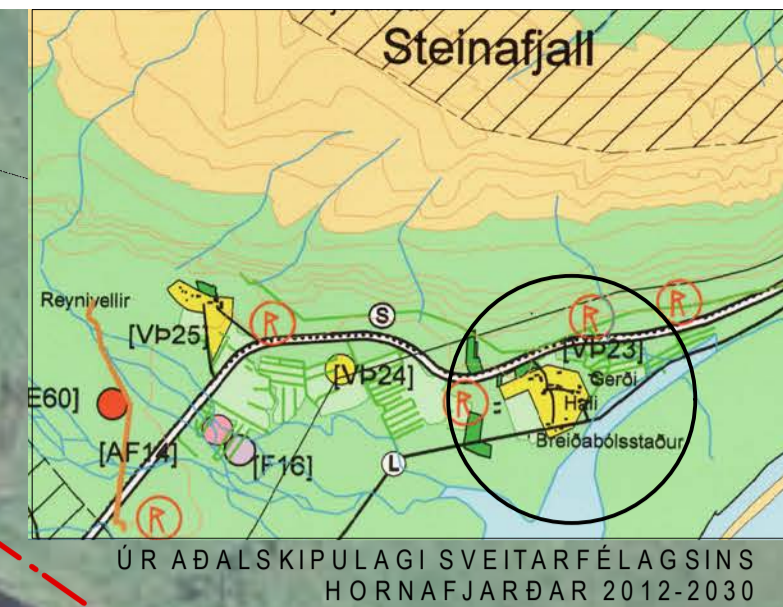 Steinafjall
Reynivellir
S
R
R
R
[VÞ25]
[VÞ23]
[VÞ24]
Gerði
E60]
R
Hali
[AF14]
[F16]
L
Breiðabólsstaður
R
ÚR AÐALSKIPULAGI SVEITARFÉLAGSINS
HORNAFJARÐAR 2012-2030